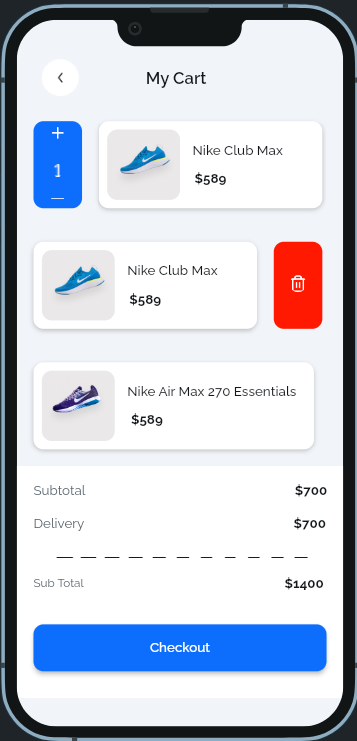 My Cart
+
1
Nike Club Max
$589
Nike Club Max
$589
Nike Air Max 270 Essentials
$589
Subtotal $700
Delivery $700
Sub Total $1400
Checkout